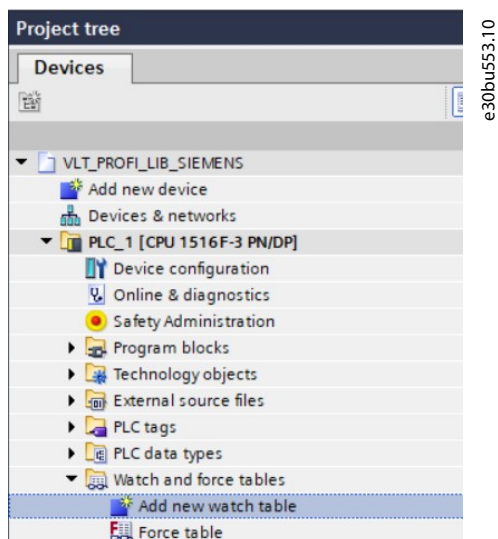 Project tree
Devices
VLT_PROFI_LIB_SIEMENS
Add new device
Devices & networks
PLC_1 [CPU 1516F-3 PN/DP]
Device configuration
Online & diagnostics
Safety Administration
Program blocks
Technology objects
External source files
PLC tags
PLC data types
Watch and force tables
Add new watch table
Force table
e30bu553.10